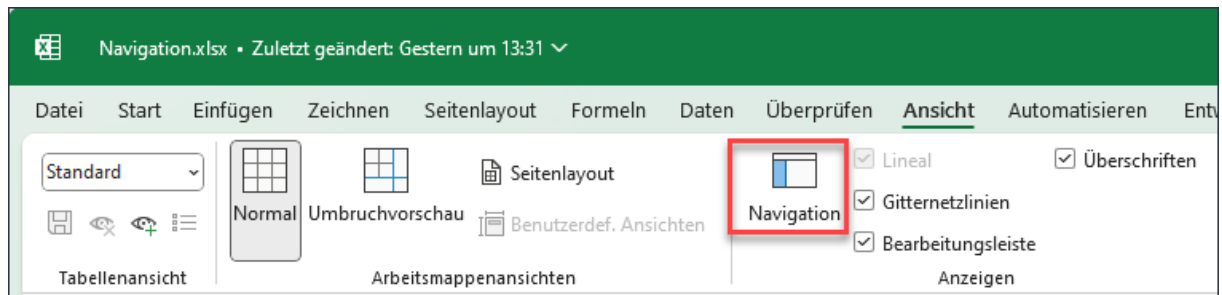 Navigation.xlsx • Zuletzt geändert: Gestern um 13:31
Datei Start Einfügen Zeichnen Seitenlayout Formeln Daten Überprüfen Ansicht Automatisieren
Standard
Normal
Umbruchvorschau
Seitenlayout
Benutzerdef. Ansichten
Navigation
Lineal
Überschriften
Gitternetzlinien
Bearbeitungsleiste
Tabellenansicht
Arbeitsmappenansichten
Anzeigen